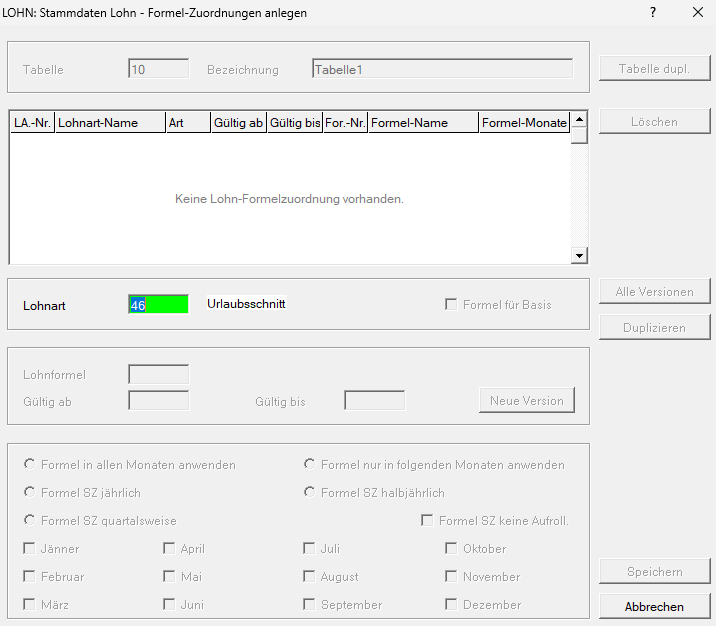 LOHN: Stammdaten Lohn - Formel-Zuordnungen anlegen ? ×
Tabelle 10 Bezeichnung Tabelle1 Tabelle dupl.
LA.-Nr. Lohnart-Name Art Gültig ab Gültig bis For.-Nr. Formel-Name Formel-Monate Löschen
Keine Lohn-Formelzuordnung vorhanden.
Alle Versionen
Lohnart 46 Urlaubsschnitt Formel für Basis
Duplizieren
Lohnformel
Gültig ab Gültig bis Neue Version
Formel in allen Monaten anwenden Formel nur in folgenden Monaten anwenden
Formel SZ jährlich Formel SZ halbjährlich
Formel SZ quartalsweise Formel SZ keine Aufroll.
Jänner April Juli Oktober
Februar Mai August November Speichern
März Juni September Dezember Abbrechen